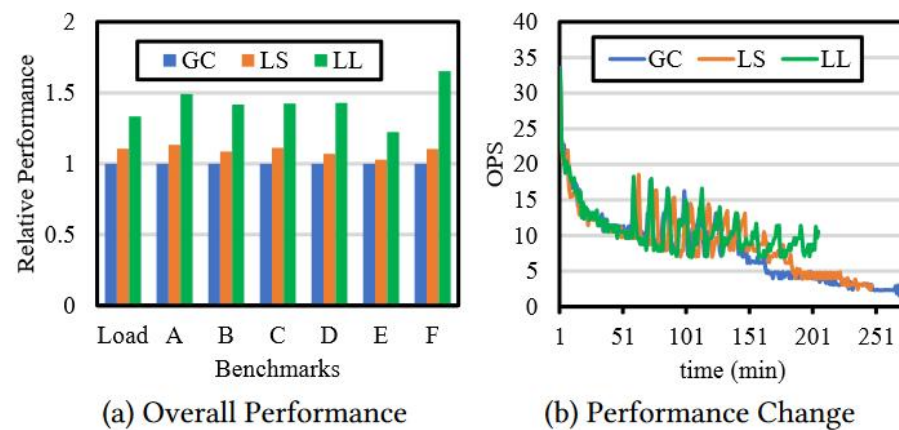 2
1.5
1
0.5
0
Relative Performance
GC LS LL
Load A B C D E F
Benchmarks
(a) Overall Performance
40
35
30
25
20
15
10
5
0
OPS
GC LS LL
1 51 101 151 201 251
time (min)
(b) Performance Change